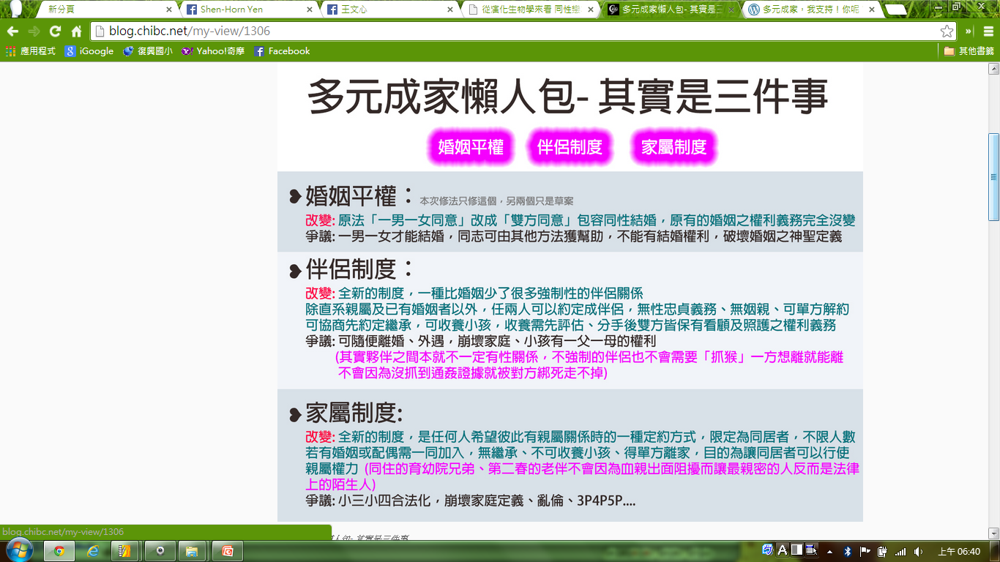 新分頁
Shen-Horn Yen
王文心
從演化生物學來看 同性戀
多元成家懶人包- 其實是三
多元成家，我支持！你呢
blog.chibc.net/my-view/1306
應用程式
iGoogle
復興國小
Yahoo!奇摩
Facebook
其他書籤
多元成家懶人包- 其實是三件事
婚姻平權
伴侶制度
家屬制度
婚姻平權：本次修法只修這個，另兩個只是草案
改變: 原法「一男一女同意」改成「雙方同意」包容同性結婚，原有的婚姻之權利義務完全沒變
爭議: 一男一女才能結婚，同志可由其他方法獲幫助，不能有結婚權利，破壞婚姻之神聖定義
伴侶制度：
改變: 全新的制度，一種比婚姻少了很多強制性的伴侶關係
除直系親屬及已有婚姻者以外，任兩人可以約定成伴侶，無性忠貞義務、無姻親、可單方解約
可協商先約定繼承，可收養小孩，收養需先評估、分手後雙方皆保有看顧及照護之權利義務
爭議: 可隨便離婚、外遇，崩壞家庭、小孩有一父一母的權利
(其實夥伴之間本就不一定有性關係，不強制的伴侶也不會需要「抓猴」一方想離就能離
不會因為沒抓到通姦證據就被對方綁死走不掉)
家屬制度:
改變: 全新的制度，是任何人希望彼此有親屬關係時的一種定約方式，限定為同居者，不限人數
若有婚姻或配偶需一同加入，無繼承、不可收養小孩、得單方離家，目的為讓同居者可以行使
親屬權力 (同住的育幼院兄弟、第二春的老伴不會因為血親出面阻擾而讓最親密的人反而是法律
上的陌生人)
爭議: 小三小四合法化，崩壞家庭定義、亂倫、3P4P5P....
blog.chibc.net/my-view/1306
人包- 其實是三件事
上午 06:40